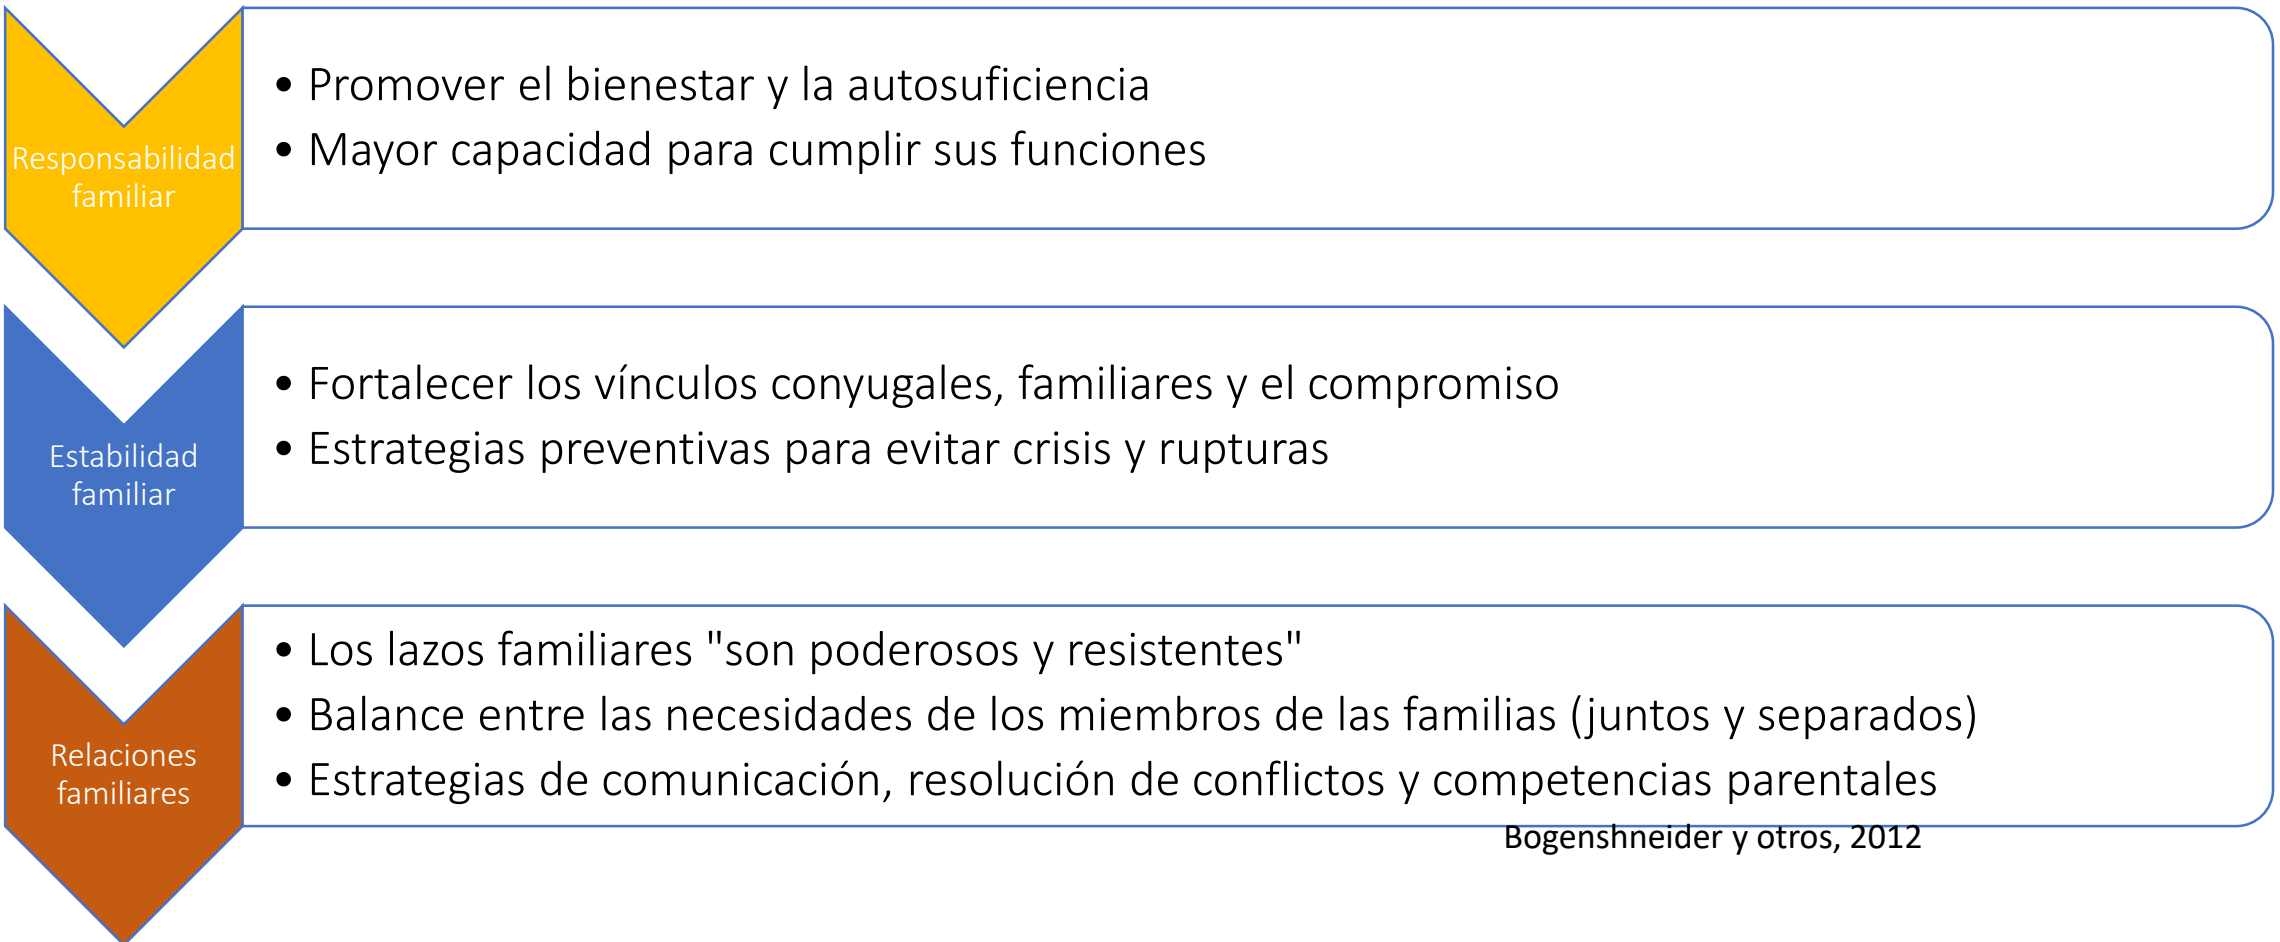 Responsabilidad
familiar
• Promover el bienestar y la autosuficiencia
• Mayor capacidad para cumplir sus funciones
Estabilidad
familiar
• Fortalecer los vínculos conyugales, familiares y el compromiso
• Estrategias preventivas para evitar crisis y rupturas
Relaciones
familiares
• Los lazos familiares "son poderosos y resistentes"
• Balance entre las necesidades de los miembros de las familias (juntos y separados)
• Estrategias de comunicación, resolución de conflictos y competencias parentales
Bogenshneider y otros, 2012